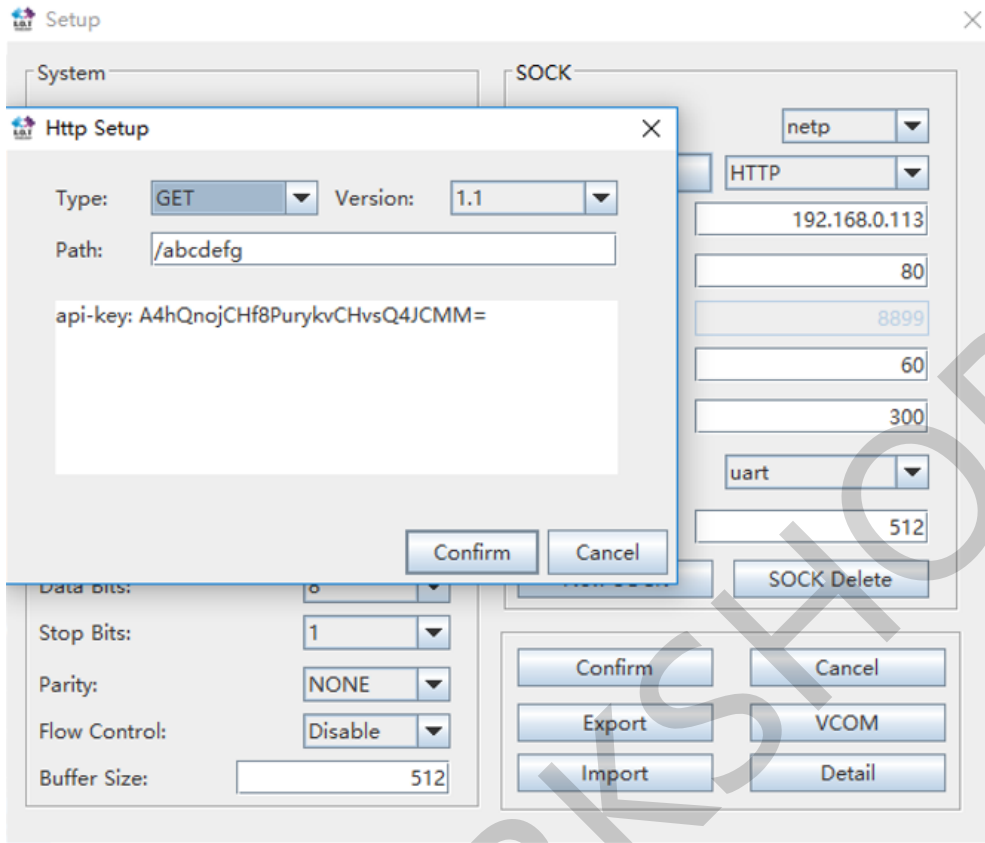 Setup
System
SOCK
Http Setup
netp
HTTP
Type: GET Version: 1.1
192.168.0.113
Path: /abcdefg
80
api-key: A4hQnojCHf8PurykvCHvsQ4JCMM=
8899
60
300
uart
512
Confirm Cancel
SOCK Delete
Data Bits: 8
Stop Bits: 1
Parity: NONE
Flow Control: Disable
Buffer Size: 512
Confirm Cancel
Export VCOM
Import Detail